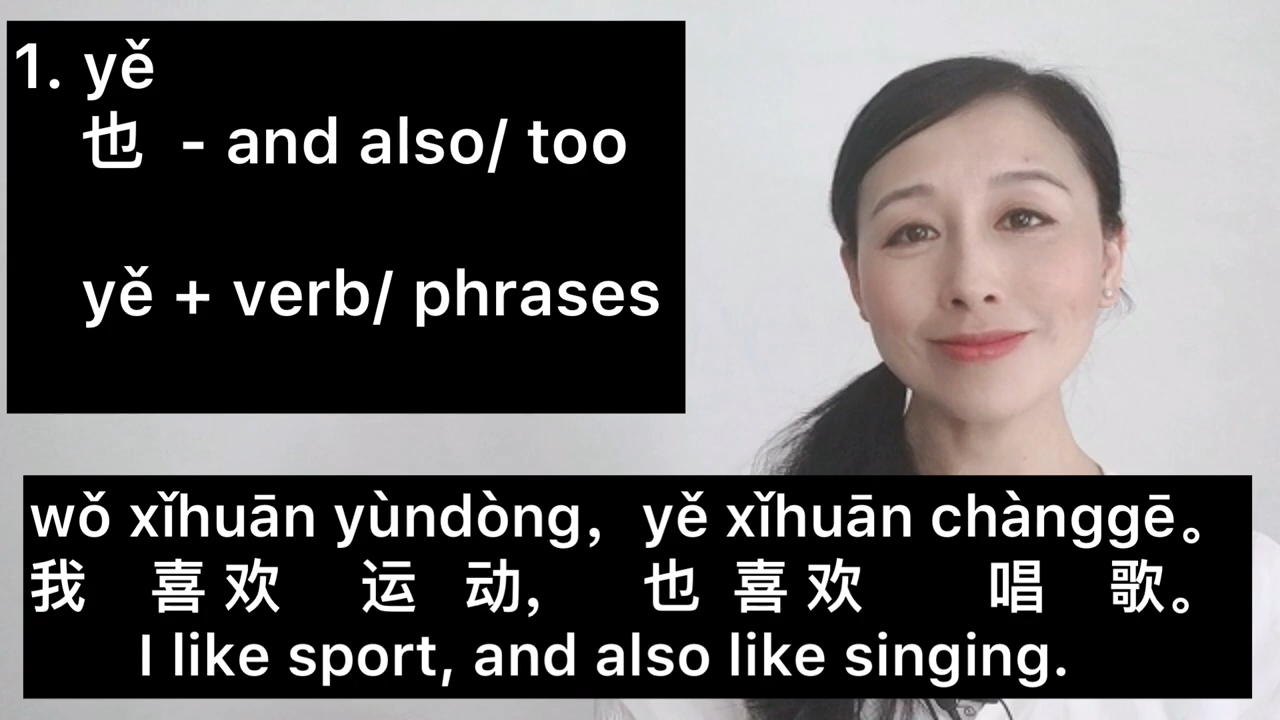 1. yě
也 - and also/ too
yě + verb/ phrases
wǒ xǐhuān yùndòng，yě xǐhuān chànggē。
我 喜 欢 运 动， 也 喜 欢 唱 歌。
I like sport, and also like singing.